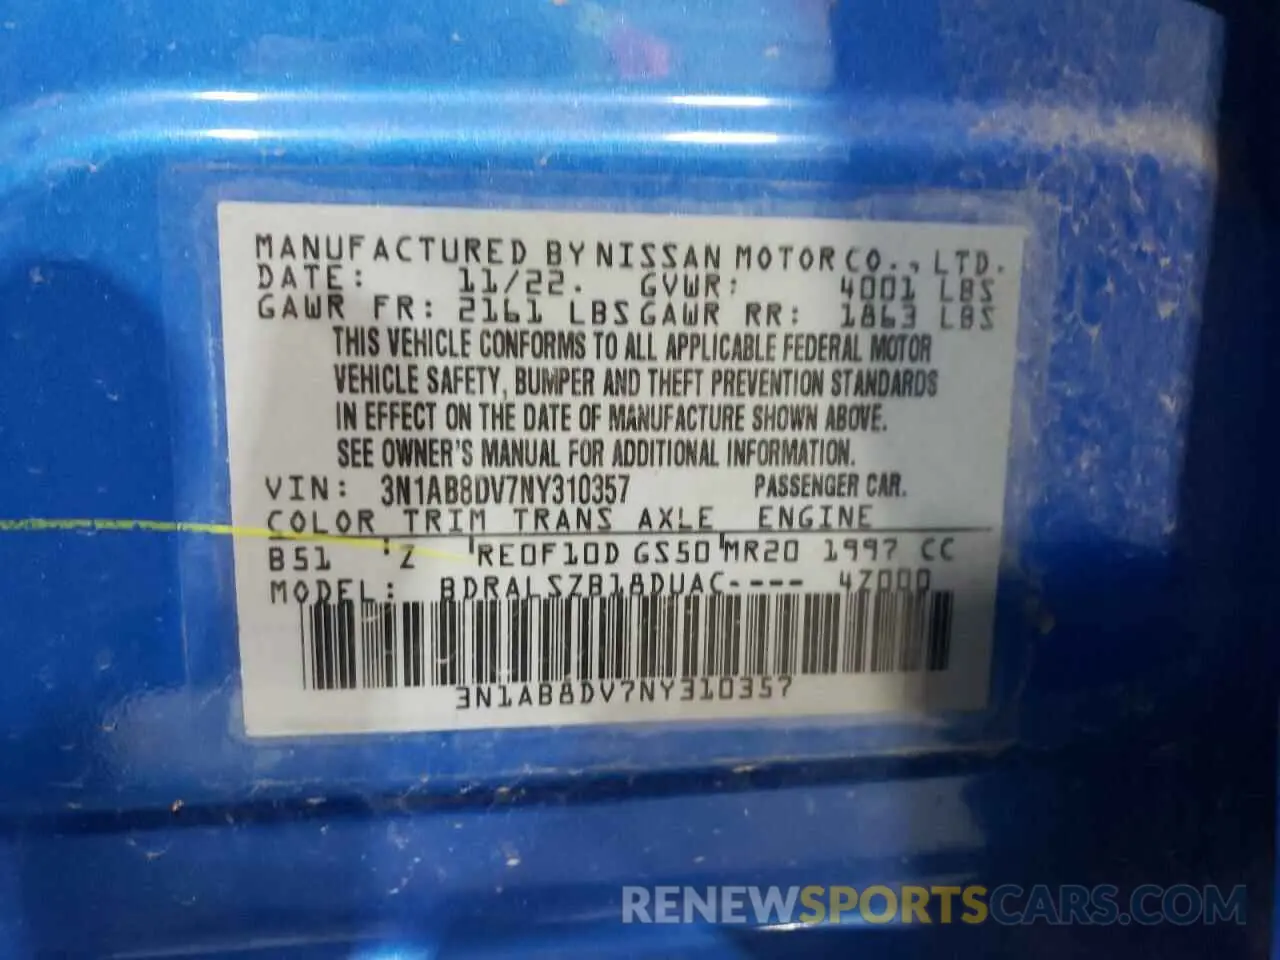 MANUFACTURED BY NISSAN MOTOR CO., LTD.
DATE: 11/22. GVWR: 4001 LBS
GAWR FR: 2161 LBS GAWR RR: 1863 LBS
THIS VEHICLE CONFORMS TO ALL APPLICABLE FEDERAL MOTOR
VEHICLE SAFETY, BUMPER AND THEFT PREVENTION STANDARDS
IN EFFECT ON THE DATE OF MANUFACTURE SHOWN ABOVE.
SEE OWNER'S MANUAL FOR ADDITIONAL INFORMATION.
VIN: 3N1AB8DV7NY310357 PASSENGER CAR.
COLOR TRIM TRANS AXLE ENGINE
B51 Z RE0F10D GS50 MR20 1997 CC
MODEL: BDRALSZB18DUAC---- 4Z000
3N1AB8DV7NY310357
RENEWSPORTSCARS.COM